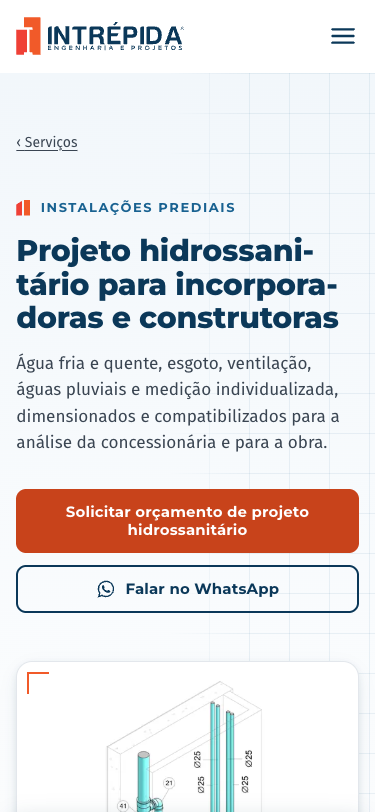 INTRÉPIDA
ENGENHARIA E PROJETOS
‹ Serviços
INSTALAÇÕES PREDIAIS
Projeto hidrossani-
tário para incorpora-
doras e construtoras
Água fria e quente, esgoto, ventilação,
águas pluviais e medição individualizada,
dimensionados e compatibilizados para a
análise da concessionária e para a obra.
Solicitar orçamento de projeto
hidrossanitário
Falar no WhatsApp
Ø25
Ø25
Ø25
Ø25
21
41